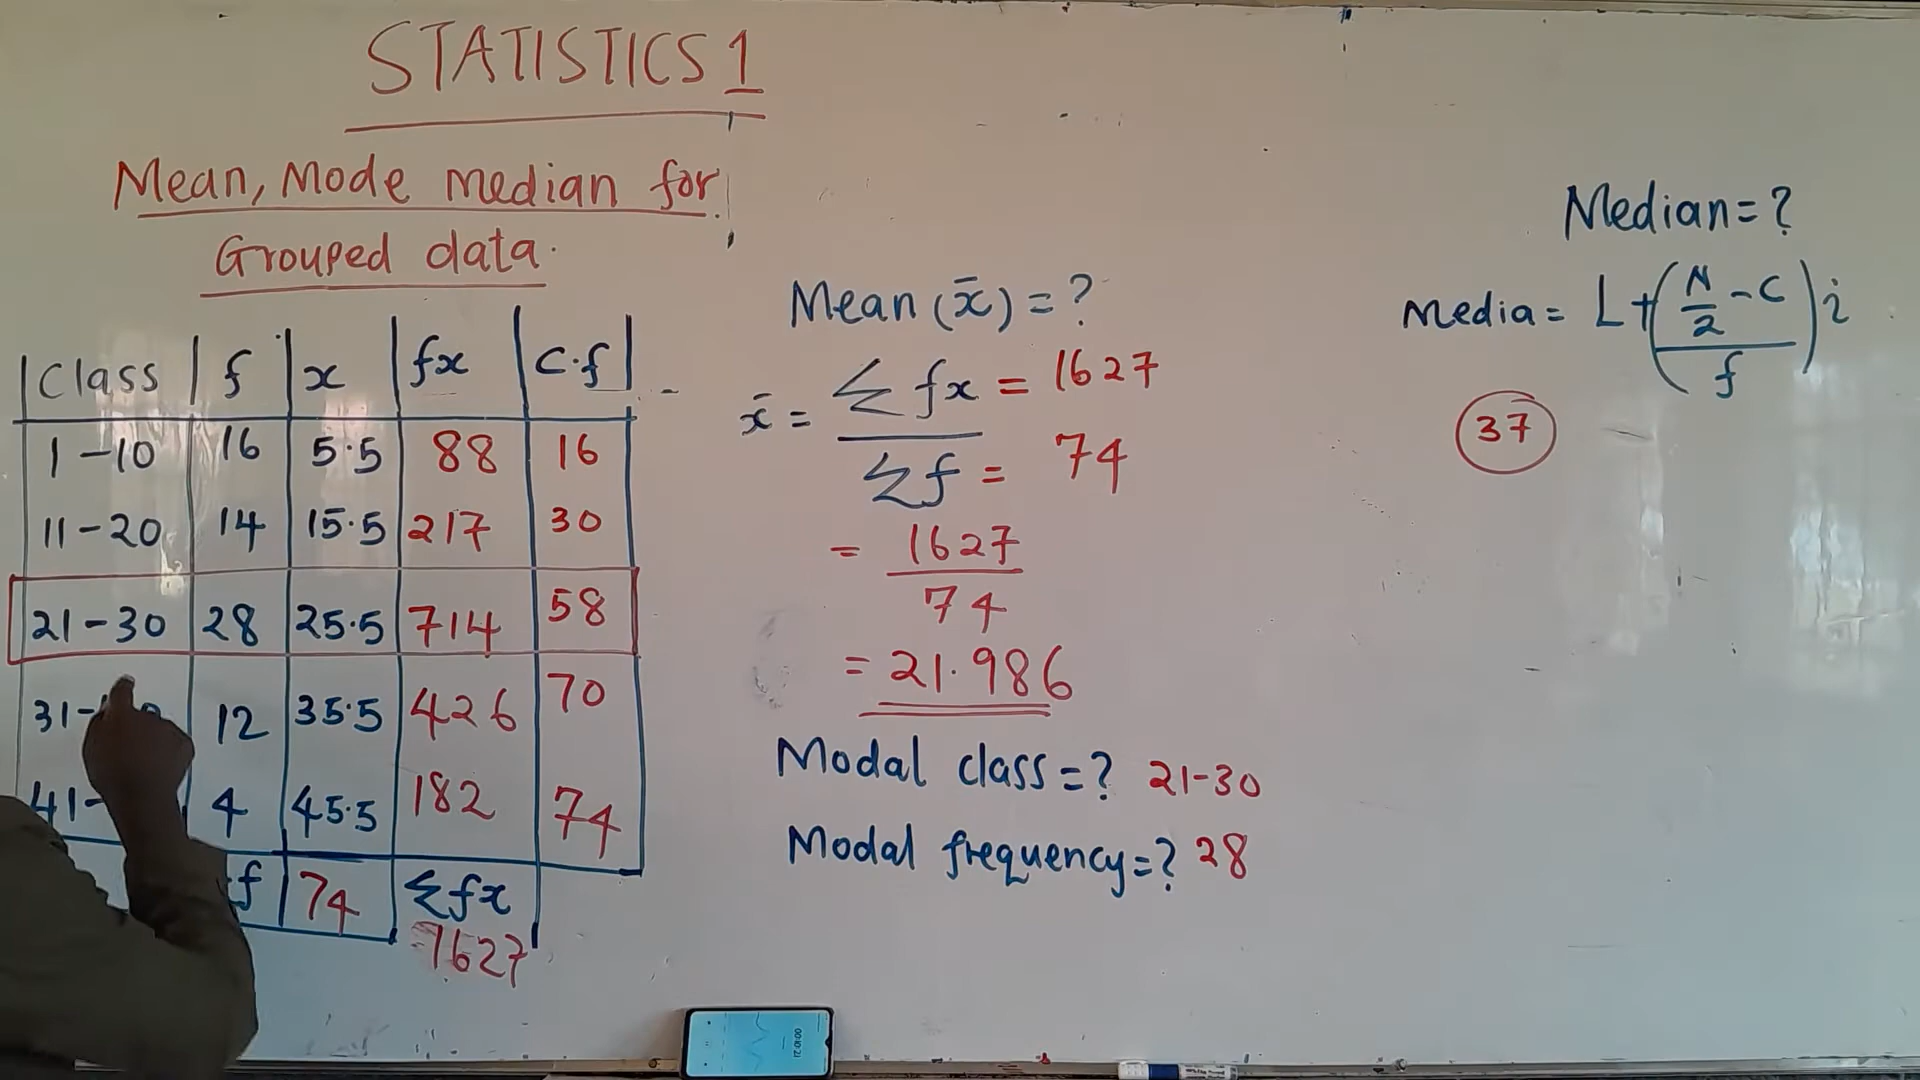 STATISTICS 1
Mean, Mode median for
Grouped data.
Class f x fx C.f
1-10 16 5.5 88 16
11-20 14 15.5 217 30
21-30 28 25.5 714 58
31- 12 35.5 426 70
41- 4 45.5 182 74
f 74 Σfx
1627
Mean (x̄) = ?
x̄ = Σfx = 1627
Σf = 74
= 1627
74
= 21.986
Modal class=? 21-30
Modal frequency=? 28
Median=?
Media= L+(N/2 -C / f) i
37